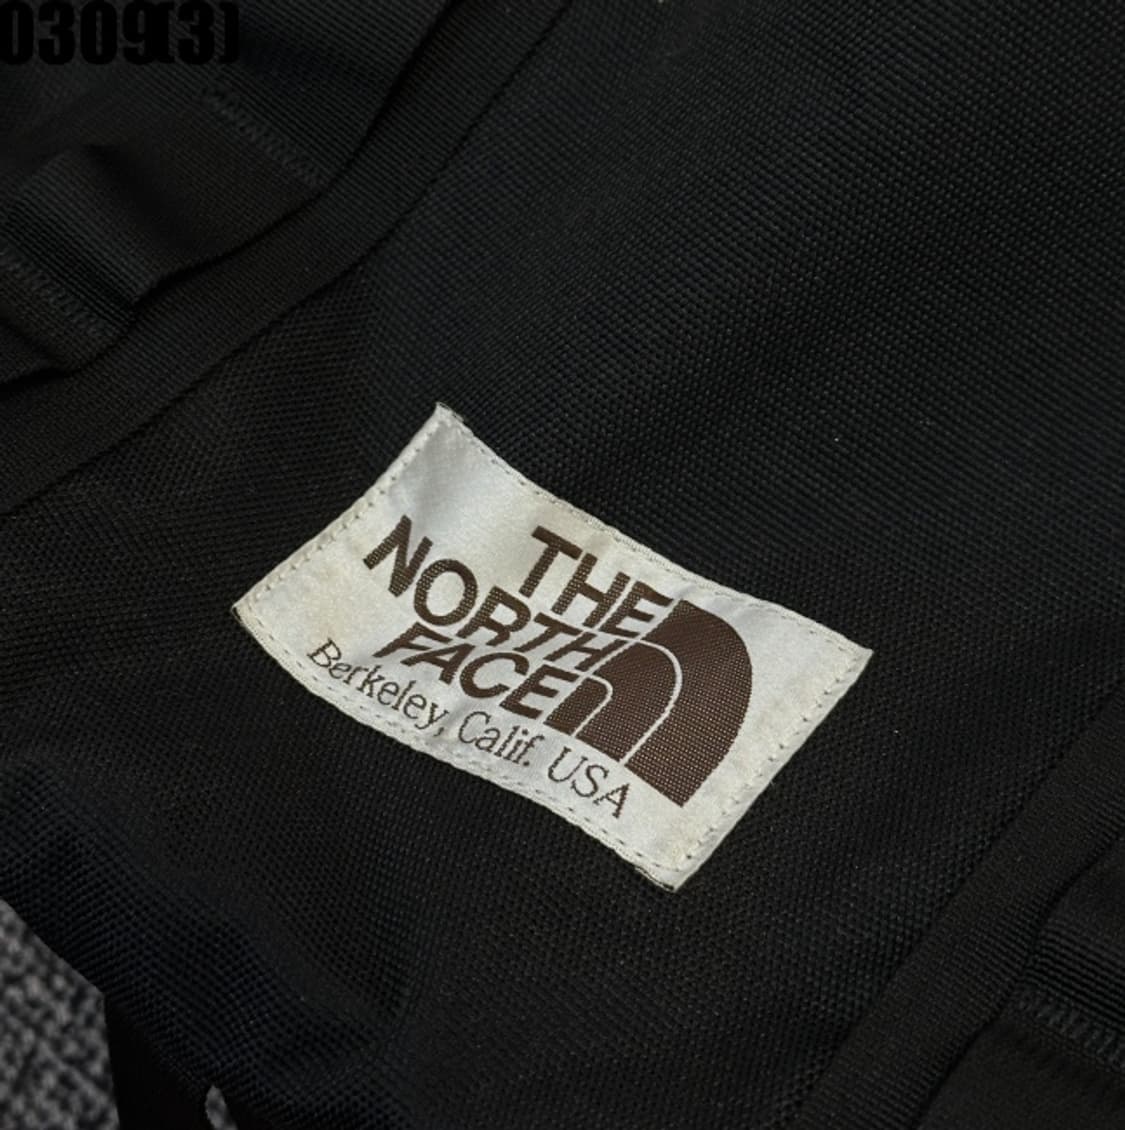 0309(3)
THE
NORTH
FACE
Berkeley, Calif. USA